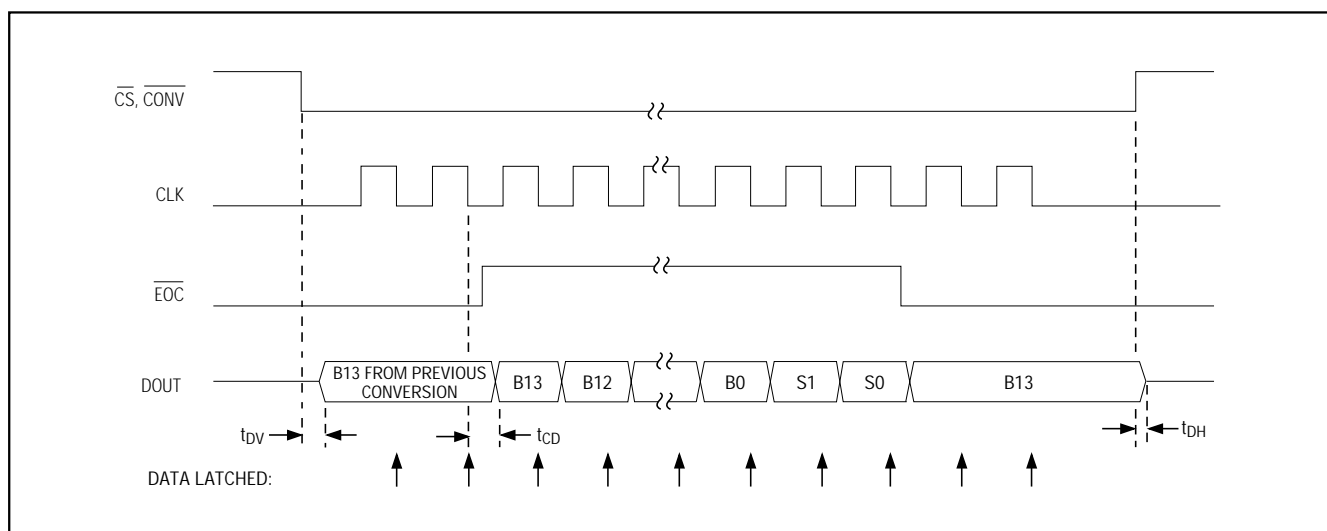 CS, CONV
CLK
EOC
B13 FROM PREVIOUS
CONVERSION
B13
B12
B0
S1
S0
B13
DOUT
tDV
tCD
tDH
DATA LATCHED: